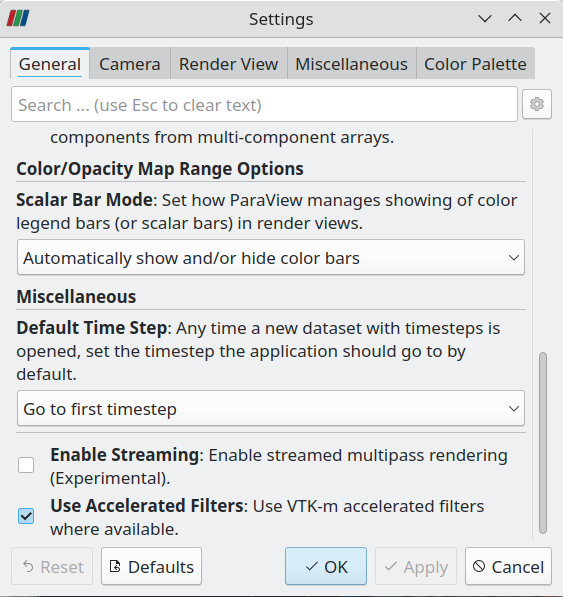 Settings
General Camera Render View Miscellaneous Color Palette
Search ... (use Esc to clear text)
components from multi-component arrays.
Color/Opacity Map Range Options
Scalar Bar Mode: Set how ParaView manages showing of color
legend bars (or scalar bars) in render views.
Automatically show and/or hide color bars
Miscellaneous
Default Time Step: Any time a new dataset with timesteps is
opened, set the timestep the application should go to by
default.
Go to first timestep
Enable Streaming: Enable streamed multipass rendering
(Experimental).
Use Accelerated Filters: Use VTK-m accelerated filters
where available.
Reset Defaults OK Apply Cancel